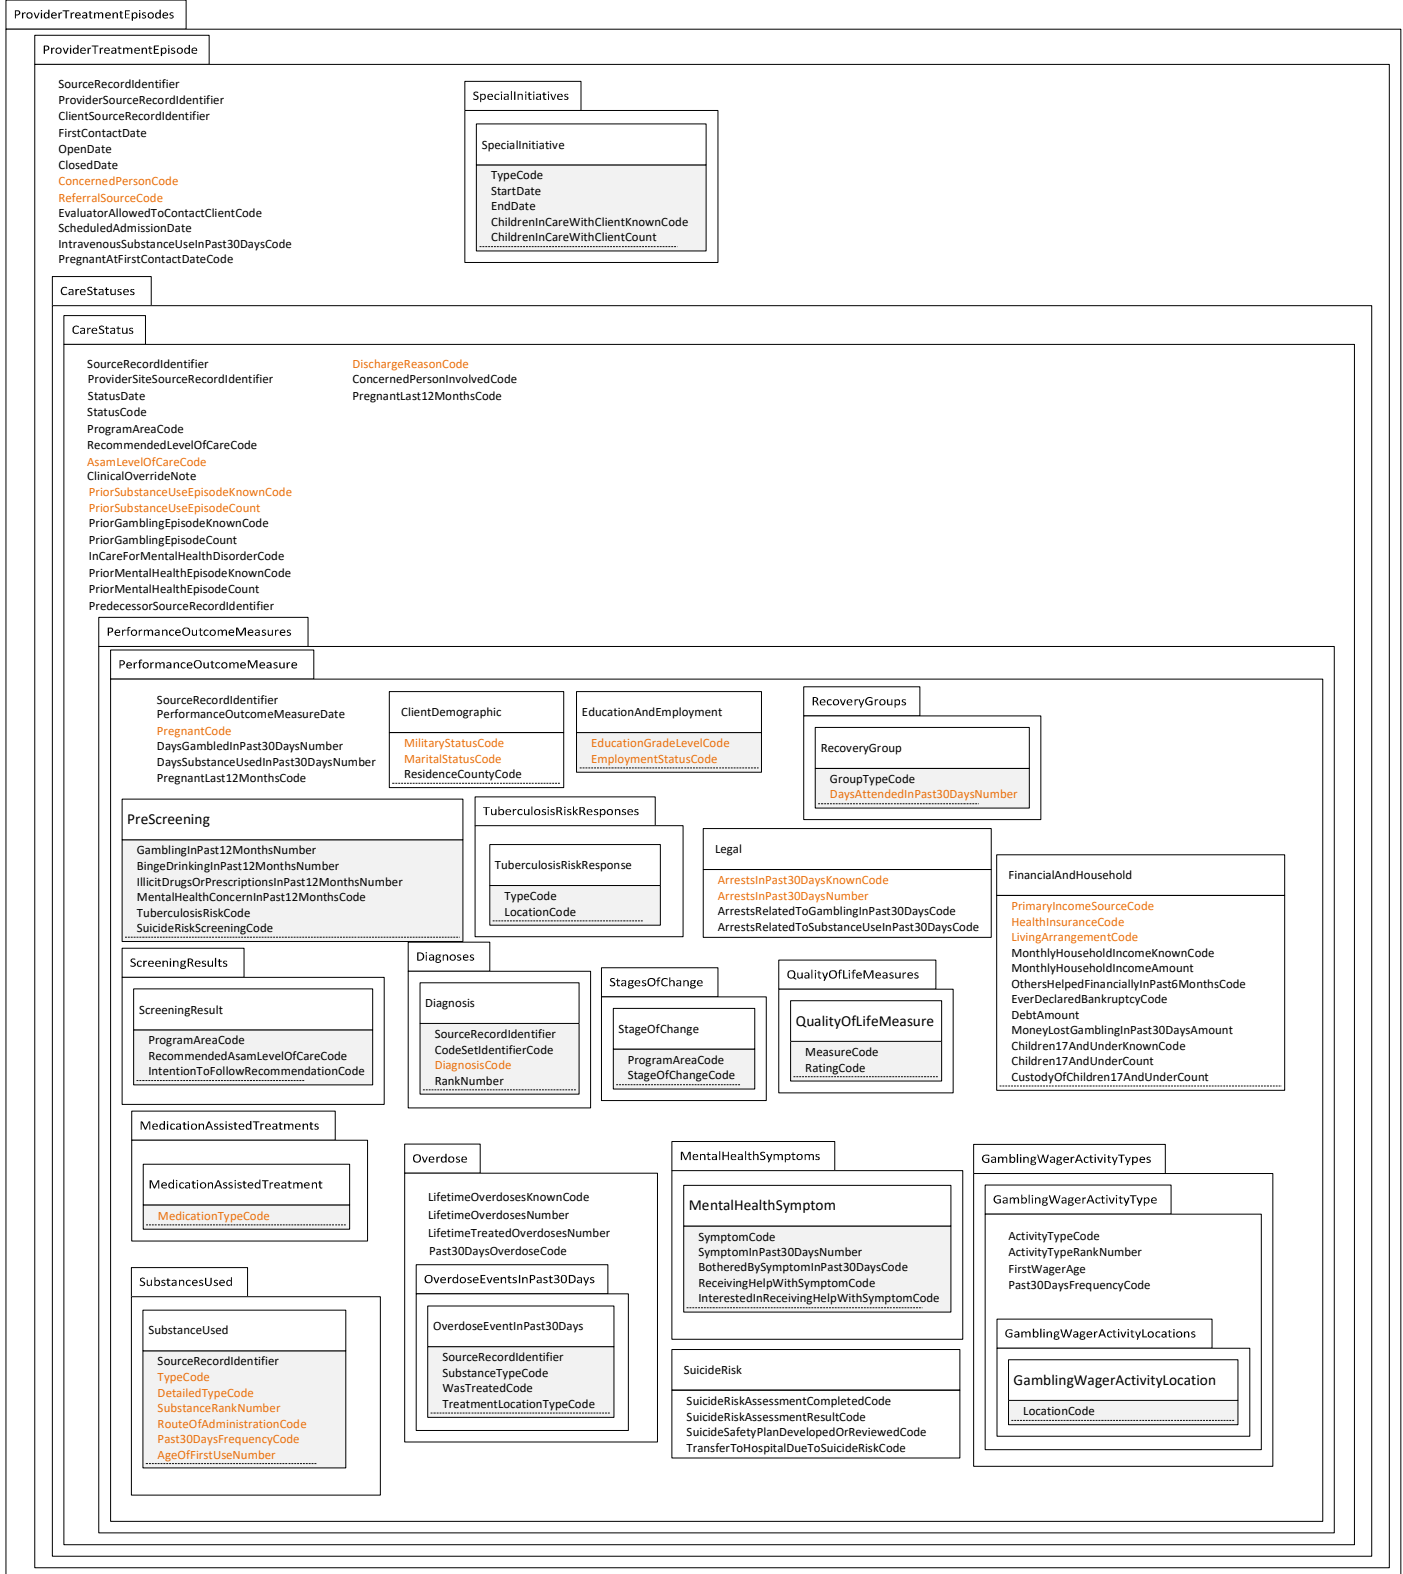 ProviderTreatmentEpisodes
ProviderTreatmentEpisode
SourceRecordIdentifier
ProviderSourceRecordIdentifier
ClientSourceRecordIdentifier
FirstContactDate
OpenDate
ClosedDate
ConcernedPersonCode
ReferralSourceCode
EvaluatorAllowedToContactClientCode
ScheduledAdmissionDate
IntravenousSubstanceUseInPast30DaysCode
PregnantAtFirstContactDateCode
SpecialInitiatives
SpecialInitiative
TypeCode
StartDate
EndDate
ChildrenInCareWithClientKnownCode
ChildrenInCareWithClientCount
CareStatuses
CareStatus
SourceRecordIdentifier
ProviderSiteSourceRecordIdentifier
StatusDate
StatusCode
ProgramAreaCode
RecommendedLevelOfCareCode
AsamLevelOfCareCode
ClinicalOverrideNote
PriorSubstanceUseEpisodeKnownCode
PriorSubstanceUseEpisodeCount
PriorGamblingEpisodeKnownCode
PriorGamblingEpisodeCount
InCareForMentalHealthDisorderCode
PriorMentalHealthEpisodeKnownCode
PriorMentalHealthEpisodeCount
PredecessorSourceRecordIdentifier
DischargeReasonCode
ConcernedPersonInvolvedCode
PregnantLast12MonthsCode
PerformanceOutcomeMeasures
PerformanceOutcomeMeasure
SourceRecordIdentifier
PerformanceOutcomeMeasureDate
PregnantCode
DaysGambledInPast30DaysNumber
DaysSubstanceUsedInPast30DaysNumber
PregnantLast12MonthsCode
ClientDemographic
MilitaryStatusCode
MaritalStatusCode
ResidenceCountyCode
EducationAndEmployment
EducationGradeLevelCode
EmploymentStatusCode
RecoveryGroups
RecoveryGroup
GroupTypeCode
DaysAttendedInPast30DaysNumber
PreScreening
GamblingInPast12MonthsNumber
BingeDrinkingInPast12MonthsNumber
IllicitDrugsOrPrescriptionsInPast12MonthsNumber
MentalHealthConcernInPast12MonthsCode
TuberculosisRiskCode
SuicideRiskScreeningCode
TuberculosisRiskResponses
TuberculosisRiskResponse
TypeCode
LocationCode
Legal
ArrestsInPast30DaysKnownCode
ArrestsInPast30DaysNumber
ArrestsRelatedToGamblingInPast30DaysCode
ArrestsRelatedToSubstanceUseInPast30DaysCode
FinancialAndHousehold
PrimaryIncomeSourceCode
HealthInsuranceCode
LivingArrangementCode
MonthlyHouseholdIncomeKnownCode
MonthlyHouseholdIncomeAmount
OthersHelpedFinanciallyInPast6MonthsCode
EverDeclaredBankruptcyCode
DebtAmount
MoneyLostGamblingInPast30DaysAmount
Children17AndUnderKnownCode
Children17AndUnderCount
CustodyOfChildren17AndUnderCount
ScreeningResults
ScreeningResult
ProgramAreaCode
RecommendedAsamLevelOfCareCode
IntentionToFollowRecommendationCode
Diagnoses
Diagnosis
SourceRecordIdentifier
CodeSetIdentifierCode
DiagnosisCode
RankNumber
StagesOfChange
StageOfChange
ProgramAreaCode
StageOfChangeCode
QualityOfLifeMeasures
QualityOfLifeMeasure
MeasureCode
RatingCode
MedicationAssistedTreatments
MedicationAssistedTreatment
MedicationTypeCode
Overdose
LifetimeOverdosesKnownCode
LifetimeOverdosesNumber
LifetimeTreatedOverdosesNumber
Past30DaysOverdoseCode
OverdoseEventsInPast30Days
OverdoseEventInPast30Days
SourceRecordIdentifier
SubstanceTypeCode
WasTreatedCode
TreatmentLocationTypeCode
MentalHealthSymptoms
MentalHealthSymptom
SymptomCode
SymptomInPast30DaysNumber
BotheredBySymptomInPast30DaysCode
ReceivingHelpWithSymptomCode
InterestedInReceivingHelpWithSymptomCode
GamblingWagerActivityTypes
GamblingWagerActivityType
ActivityTypeCode
ActivityTypeRankNumber
FirstWagerAge
Past30DaysFrequencyCode
GamblingWagerActivityLocations
GamblingWagerActivityLocation
LocationCode
SubstancesUsed
SubstanceUsed
SourceRecordIdentifier
TypeCode
DetailedTypeCode
SubstanceRankNumber
RouteOfAdministrationCode
Past30DaysFrequencyCode
AgeOfFirstUseNumber
SuicideRisk
SuicideRiskAssessmentCompletedCode
SuicideRiskAssessmentResultCode
SuicideSafetyPlanDevelopedOrReviewedCode
TransferToHospitalDueToSuicideRiskCode